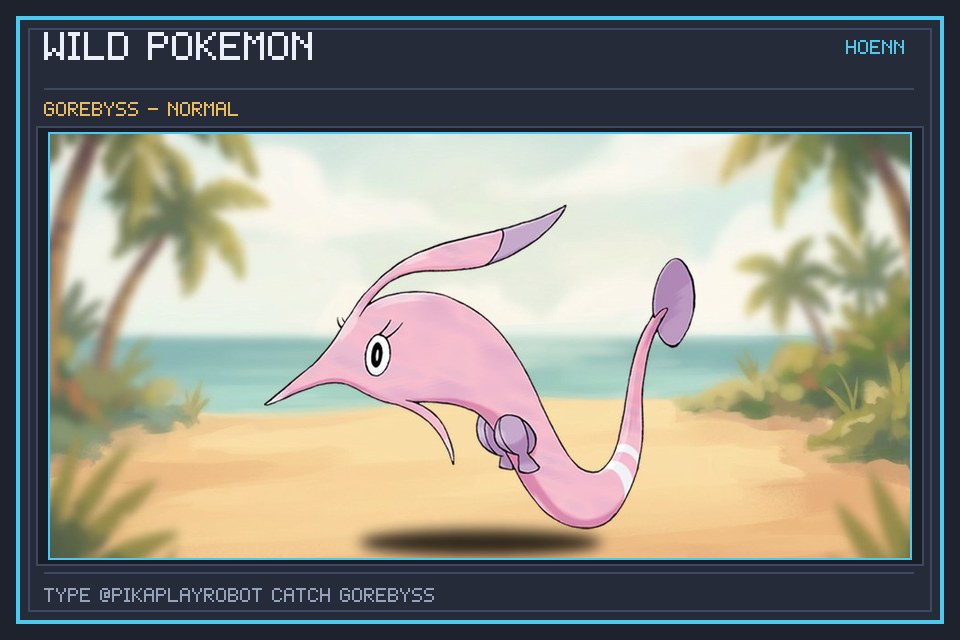 WILD POKEMON
HOENN
GOREBYSS - NORMAL
TYPE @PIKAPLAYROBOT CATCH GOREBYSS